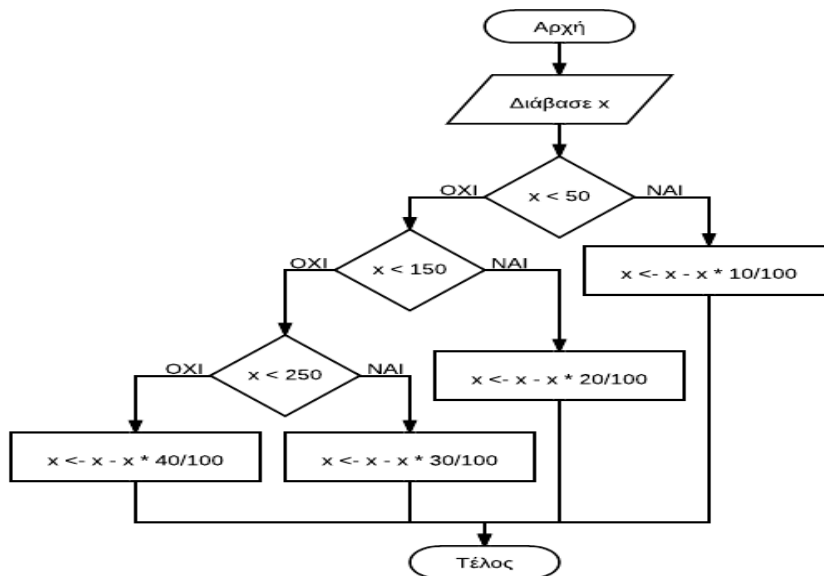 Αρχή
Διάβασε x
x < 50
ΟΧΙ
ΝΑΙ
x < 150
ΟΧΙ
ΝΑΙ
x <- x - x * 10/100
x < 250
ΟΧΙ
ΝΑΙ
x <- x - x * 20/100
x <- x - x * 40/100
x <- x - x * 30/100
Τέλος